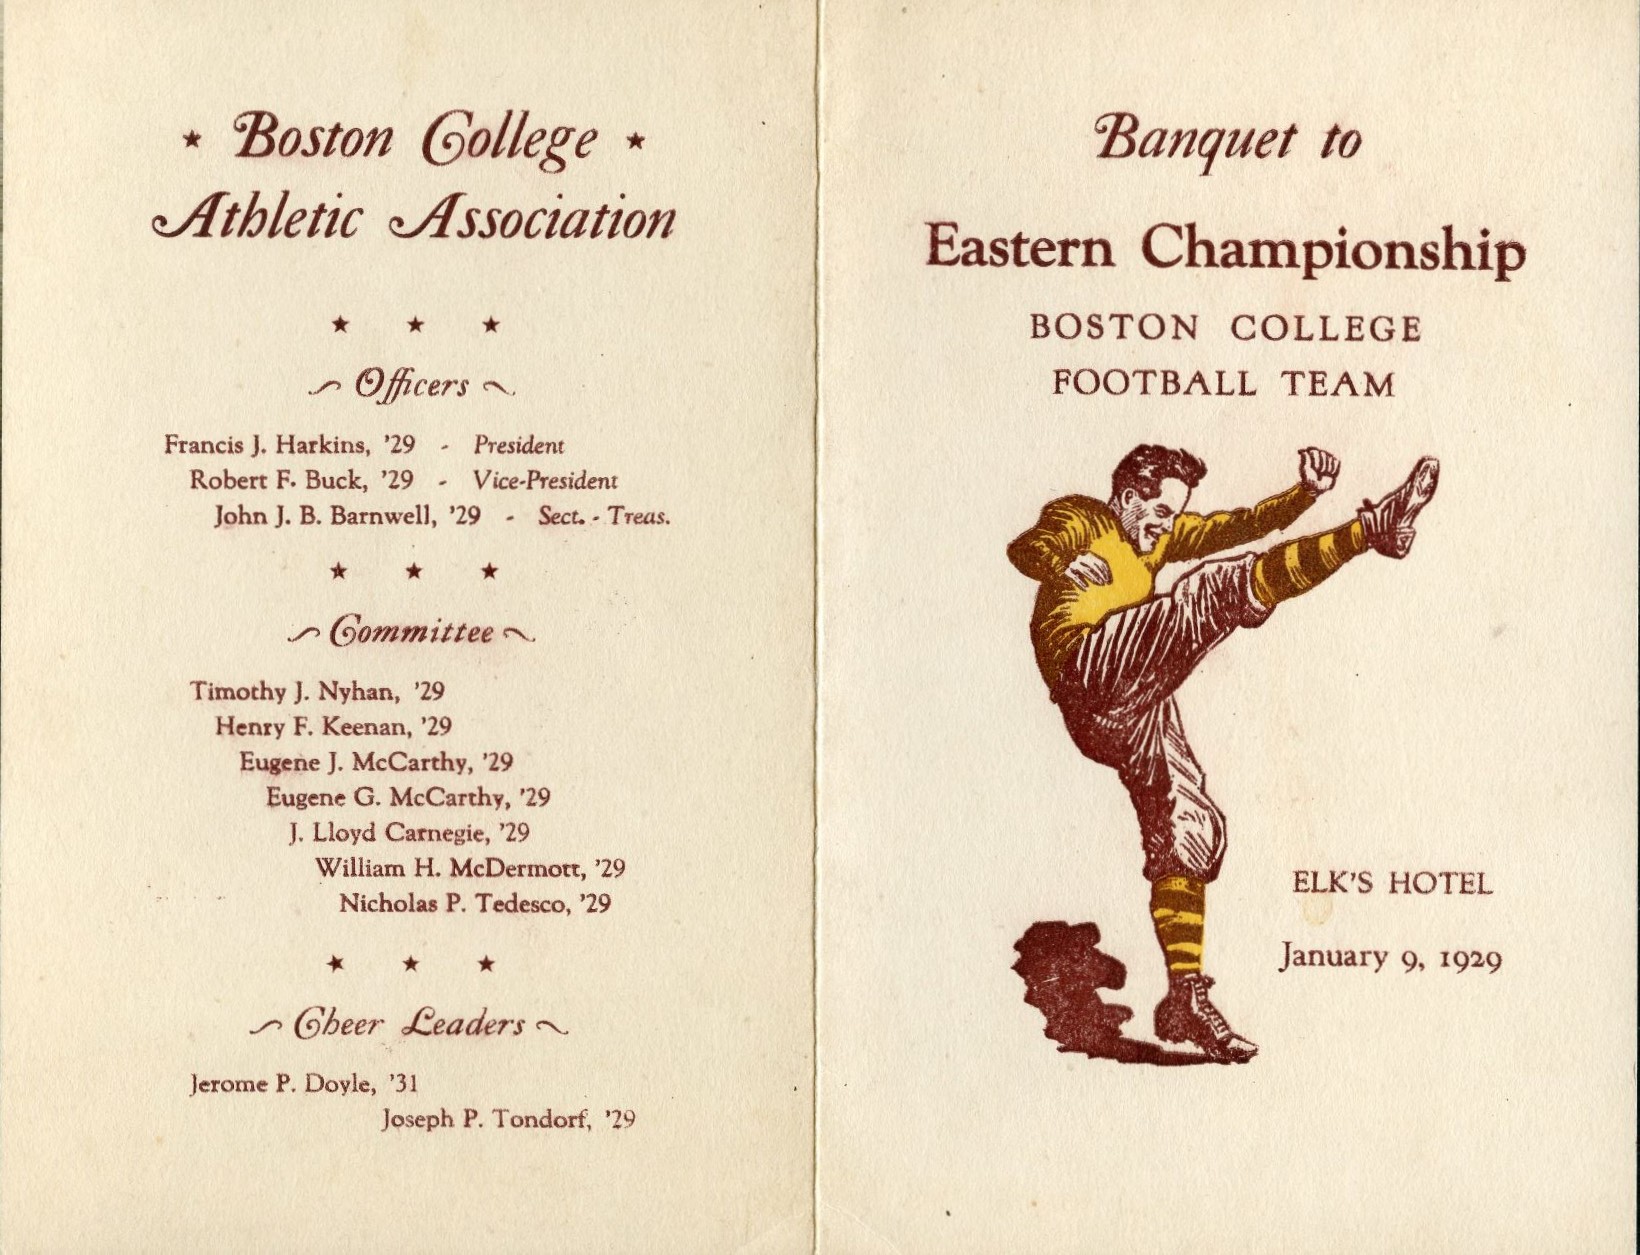 Boston College
Athletic Association
Officers
Francis J. Harkins, '29 - President
Robert F. Buck, '29 - Vice-President
John J. B. Barnwell, '29 - Sect. - Treas.
Committee
Timothy J. Nyhan, '29
Henry F. Keenan, '29
Eugene J. McCarthy, '29
Eugene G. McCarthy, '29
J. Lloyd Carnegie, '29
William H. McDermott, '29
Nicholas P. Tedesco, '29
Cheer Leaders
Jerome P. Doyle, '31
Joseph P. Tondorf, '29
Banquet to
Eastern Championship
BOSTON COLLEGE
FOOTBALL TEAM
ELK'S HOTEL
January 9, 1929